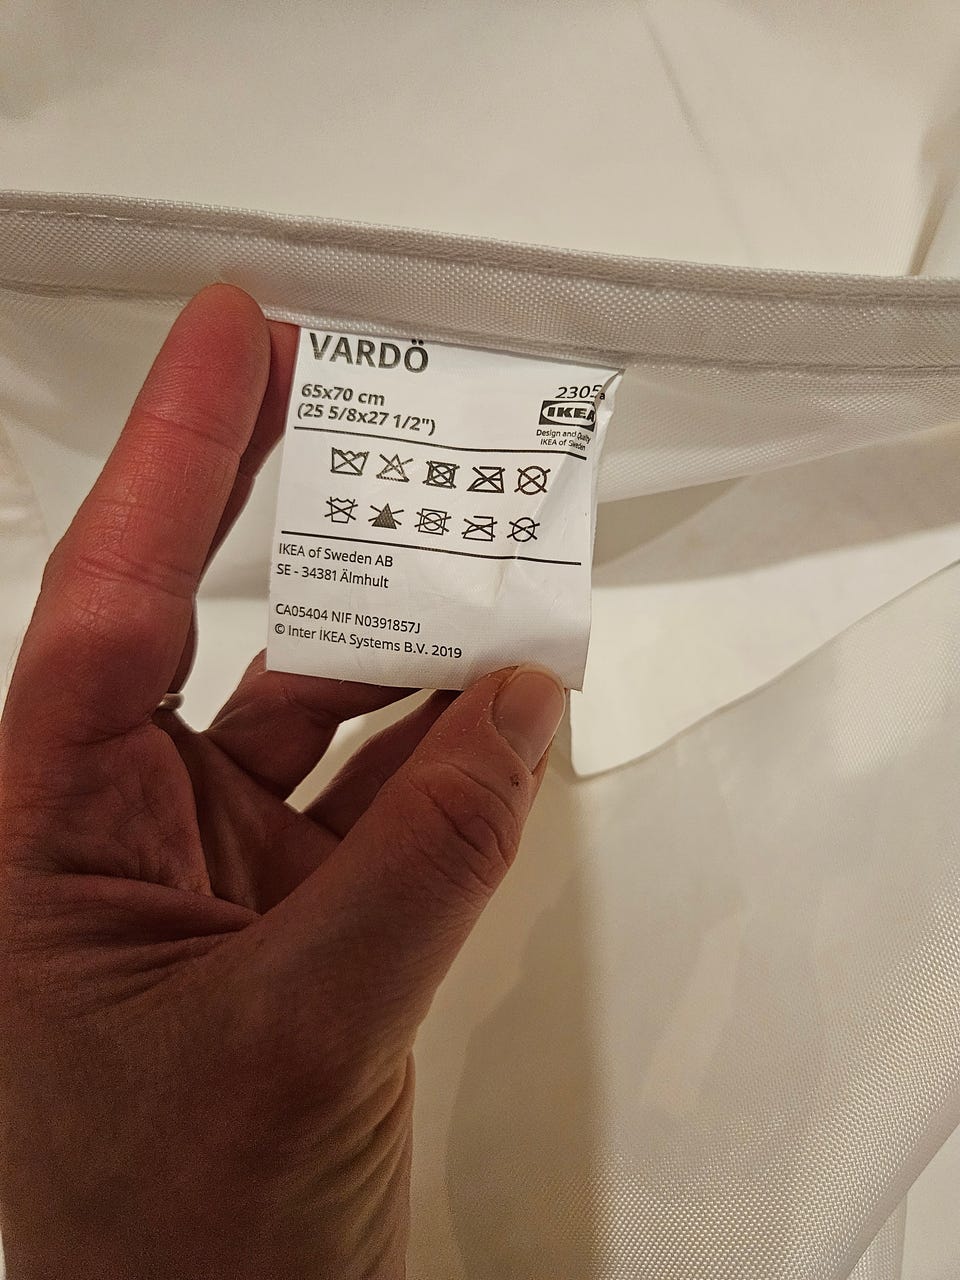 VARDÖ
65x70 cm
(25 5/8x27 1/2")
2305a
IKEA
Design and Quality
IKEA of Sweden
IKEA of Sweden AB
SE - 34381 Älmhult
CA05404 NIF N0391857J
© Inter IKEA Systems B.V. 2019